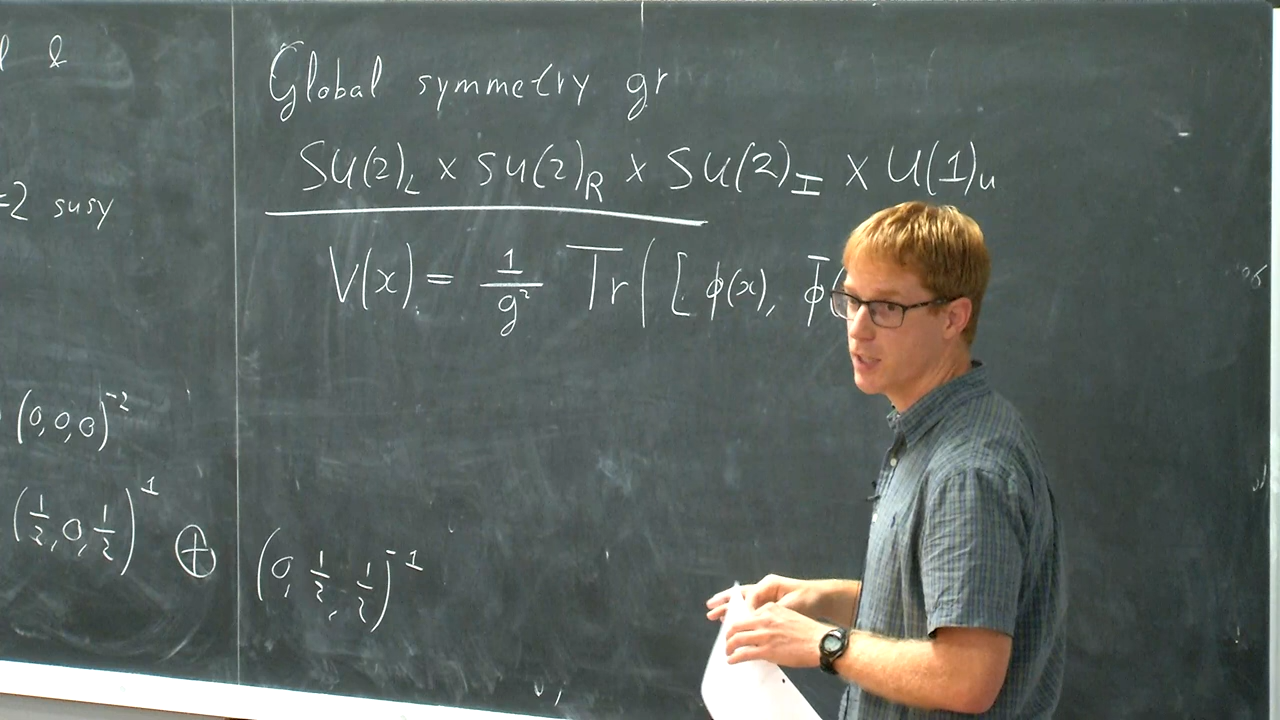 &
=2 susy
(0,0,0)^{-2}
(1/2,0,1/2)^1 ⊕ (0,1/2,1/2)^{-1}
Global symmetry gr
SU(2)_L × SU(2)_R × SU(2)_I × U(1)_u
V(x) = 1/g² Tr( [ φ(x), φ̄(